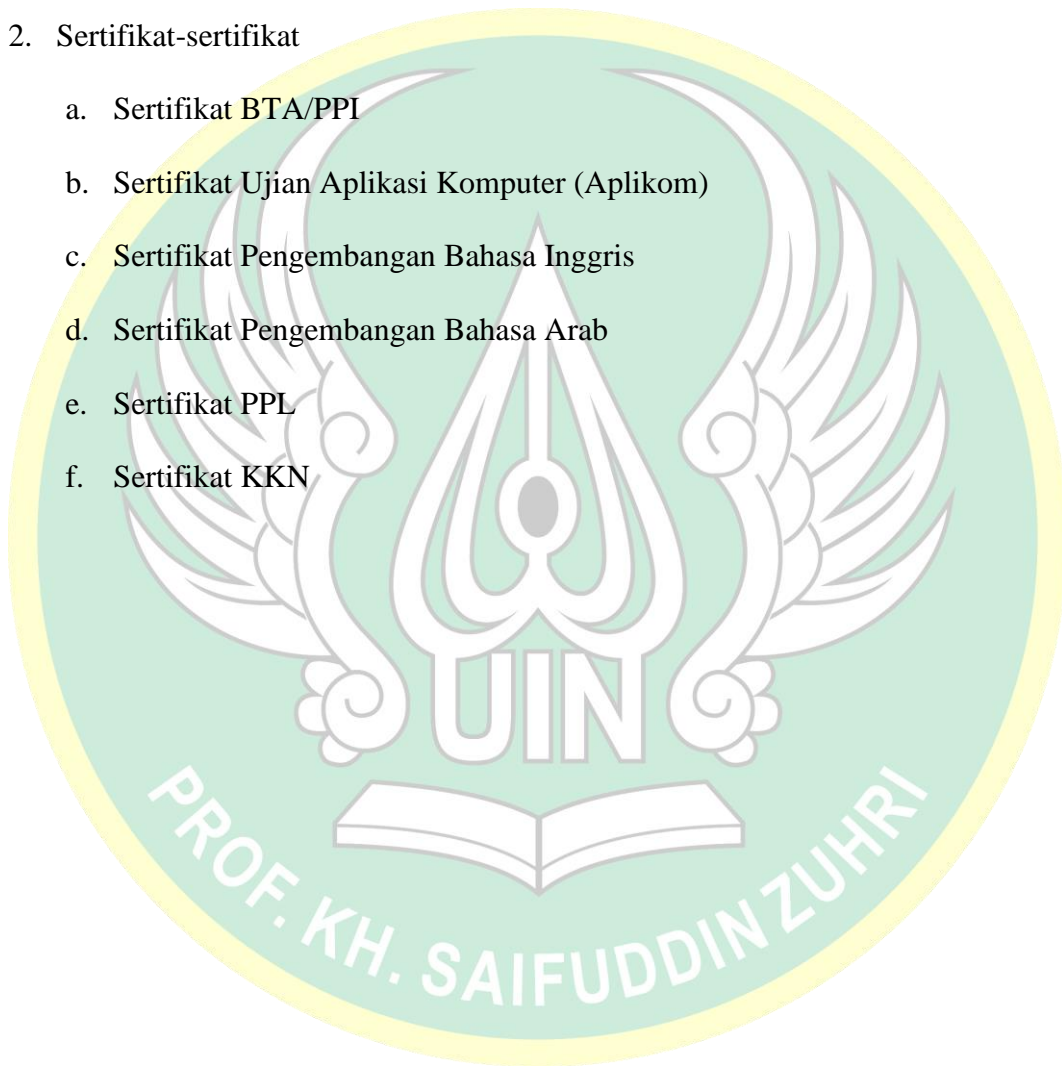 2. Sertifikat-sertifikat
a. Sertifikat BTA/PPI
b. Sertifikat Ujian Aplikasi Komputer (Aplikom)
c. Sertifikat Pengembangan Bahasa Inggris
d. Sertifikat Pengembangan Bahasa Arab
e. Sertifikat PPL
f. Sertifikat KKN
UIN
PROF. KH. SAIFUDDIN ZUHRI